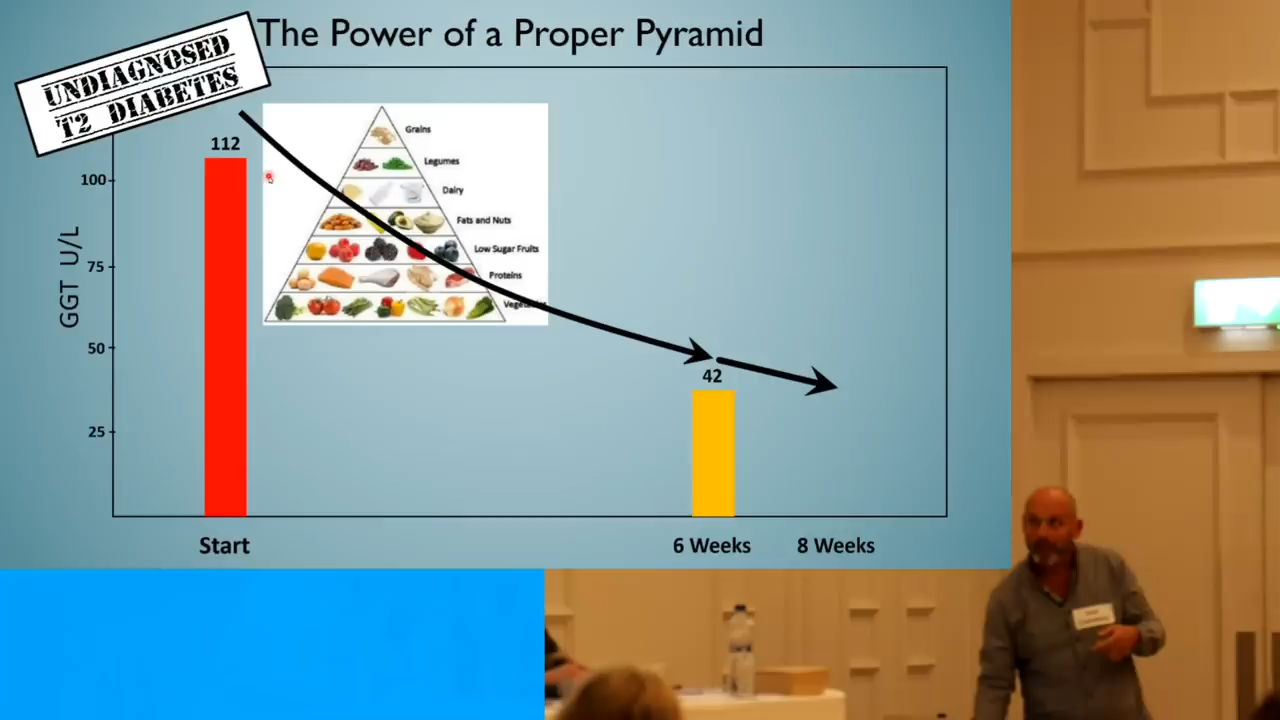 The Power of a Proper Pyramid
UNDIAGNOSED
T2 DIABETES
GGT U/L
100
75
50
25
112
42
Grains
Legumes
Dairy
Fats and Nuts
Low Sugar Fruits
Proteins
Start
6 Weeks
8 Weeks